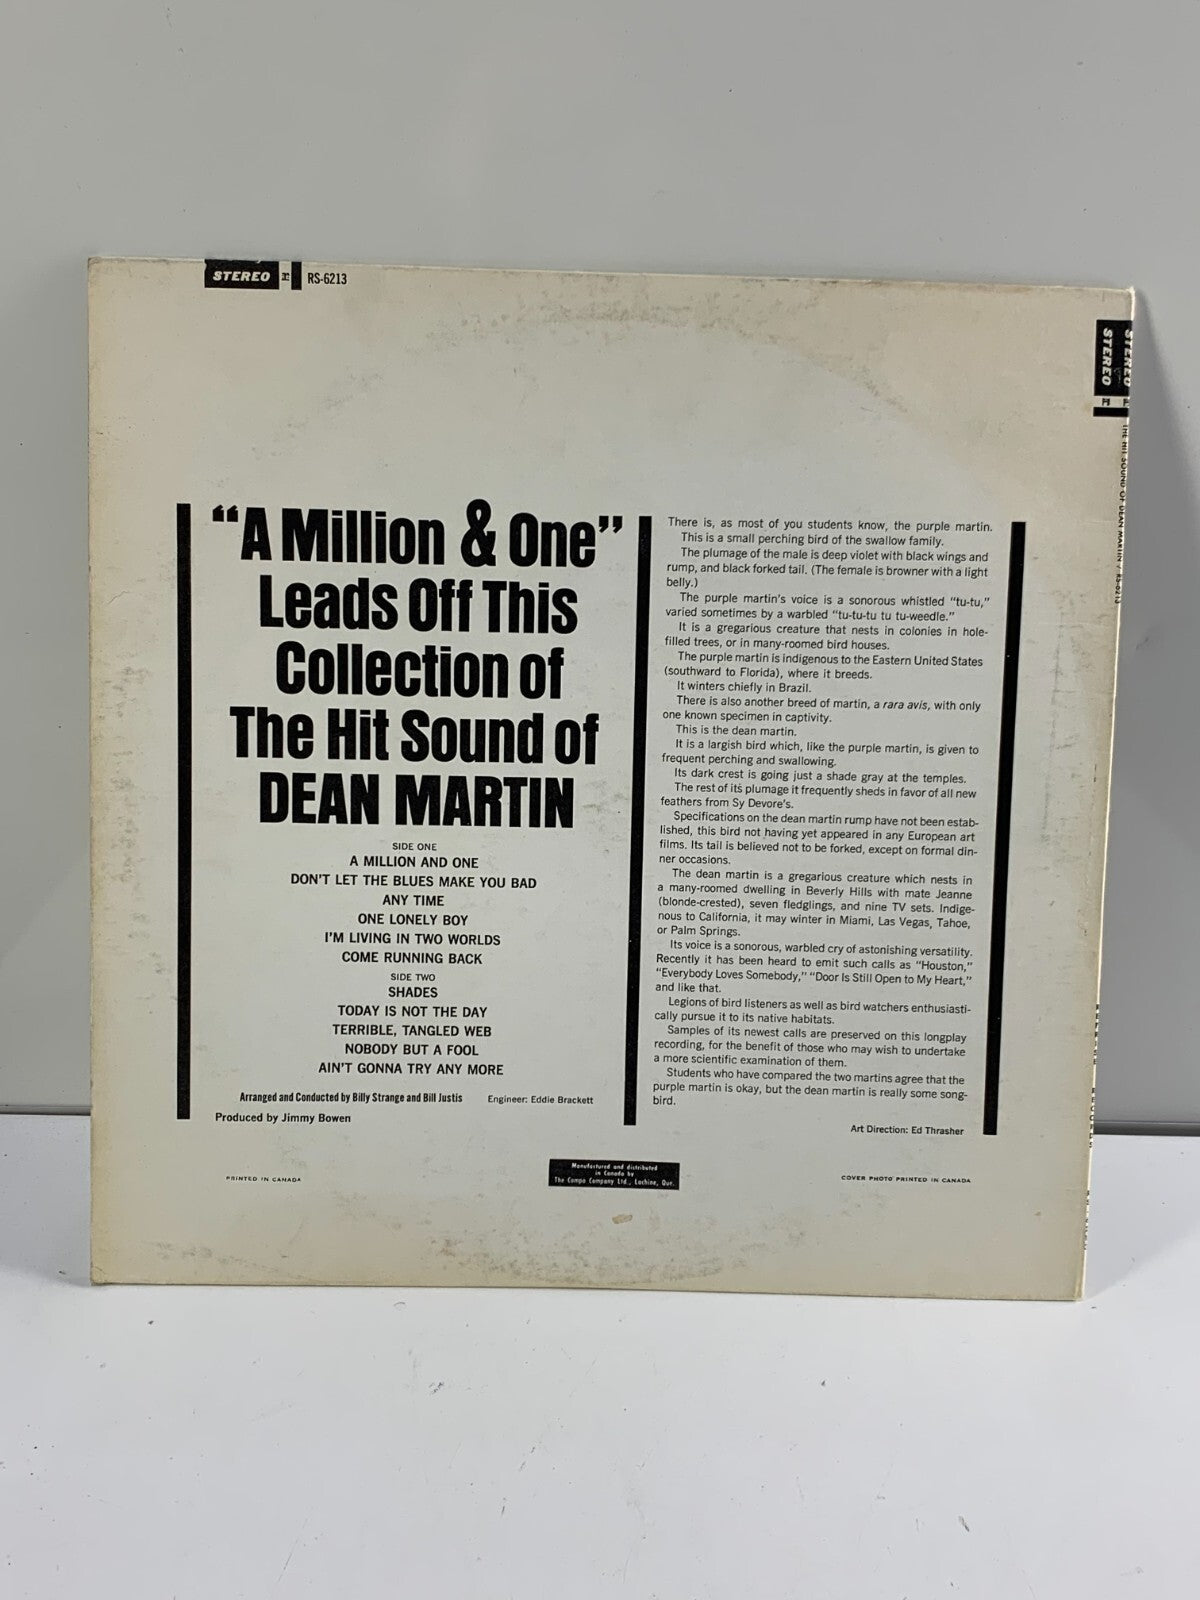 STEREO RS-6213
STEREO
STEREO
THE HIT SOUND OF DEAN MARTIN / RS-6213
“A Million & One”
Leads Off This
Collection of
The Hit Sound of
DEAN MARTIN
SIDE ONE
A MILLION AND ONE
DON'T LET THE BLUES MAKE YOU BAD
ANY TIME
ONE LONELY BOY
I'M LIVING IN TWO WORLDS
COME RUNNING BACK
SIDE TWO
SHADES
TODAY IS NOT THE DAY
TERRIBLE, TANGLED WEB
NOBODY BUT A FOOL
AIN'T GONNA TRY ANY MORE
Arranged and Conducted by Billy Strange and Bill Justis Engineer: Eddie Brackett
Produced by Jimmy Bowen
There is, as most of you students know, the purple martin.
This is a small perching bird of the swallow family.
The plumage of the male is deep violet with black wings and
rump, and black forked tail. (The female is browner with a light
belly.)
The purple martin's voice is a sonorous whistled “tu-tu,”
varied sometimes by a warbled “tu-tu-tu tu tu-weedle.”
It is a gregarious creature that nests in colonies in hole-
filled trees, or in many-roomed bird houses.
The purple martin is indigenous to the Eastern United States
(southward to Florida), where it breeds.
It winters chiefly in Brazil.
There is also another breed of martin, a rara avis, with only
one known specimen in captivity.
This is the dean martin.
It is a largish bird which, like the purple martin, is given to
frequent perching and swallowing.
Its dark crest is going just a shade gray at the temples.
The rest of its plumage it frequently sheds in favor of all new
feathers from Sy Devore's.
Specifications on the dean martin rump have not been estab-
lished, this bird not having yet appeared in any European art
films. Its tail is believed not to be forked, except on formal din-
ner occasions.
The dean martin is a gregarious creature which nests in
a many-roomed dwelling in Beverly Hills with mate Jeanne
(blonde-crested), seven fledglings, and nine TV sets. Indige-
nous to California, it may winter in Miami, Las Vegas, Tahoe,
or Palm Springs.
Its voice is a sonorous, warbled cry of astonishing versatility.
Recently it has been heard to emit such calls as “Houston,”
“Everybody Loves Somebody,” “Door Is Still Open to My Heart,”
and like that.
Legions of bird listeners as well as bird watchers enthusiasti-
cally pursue it to its native habitats.
Samples of its newest calls are preserved on this longplay
recording, for the benefit of those who may wish to undertake
a more scientific examination of them.
Students who have compared the two martins agree that the
purple martin is okay, but the dean martin is really some song-
bird.
Art Direction: Ed Thrasher
PRINTED IN CANADA
Manufactured and distributed
in Canada by
The Compo Company Ltd., Lachine, Que.
COVER PHOTO PRINTED IN CANADA